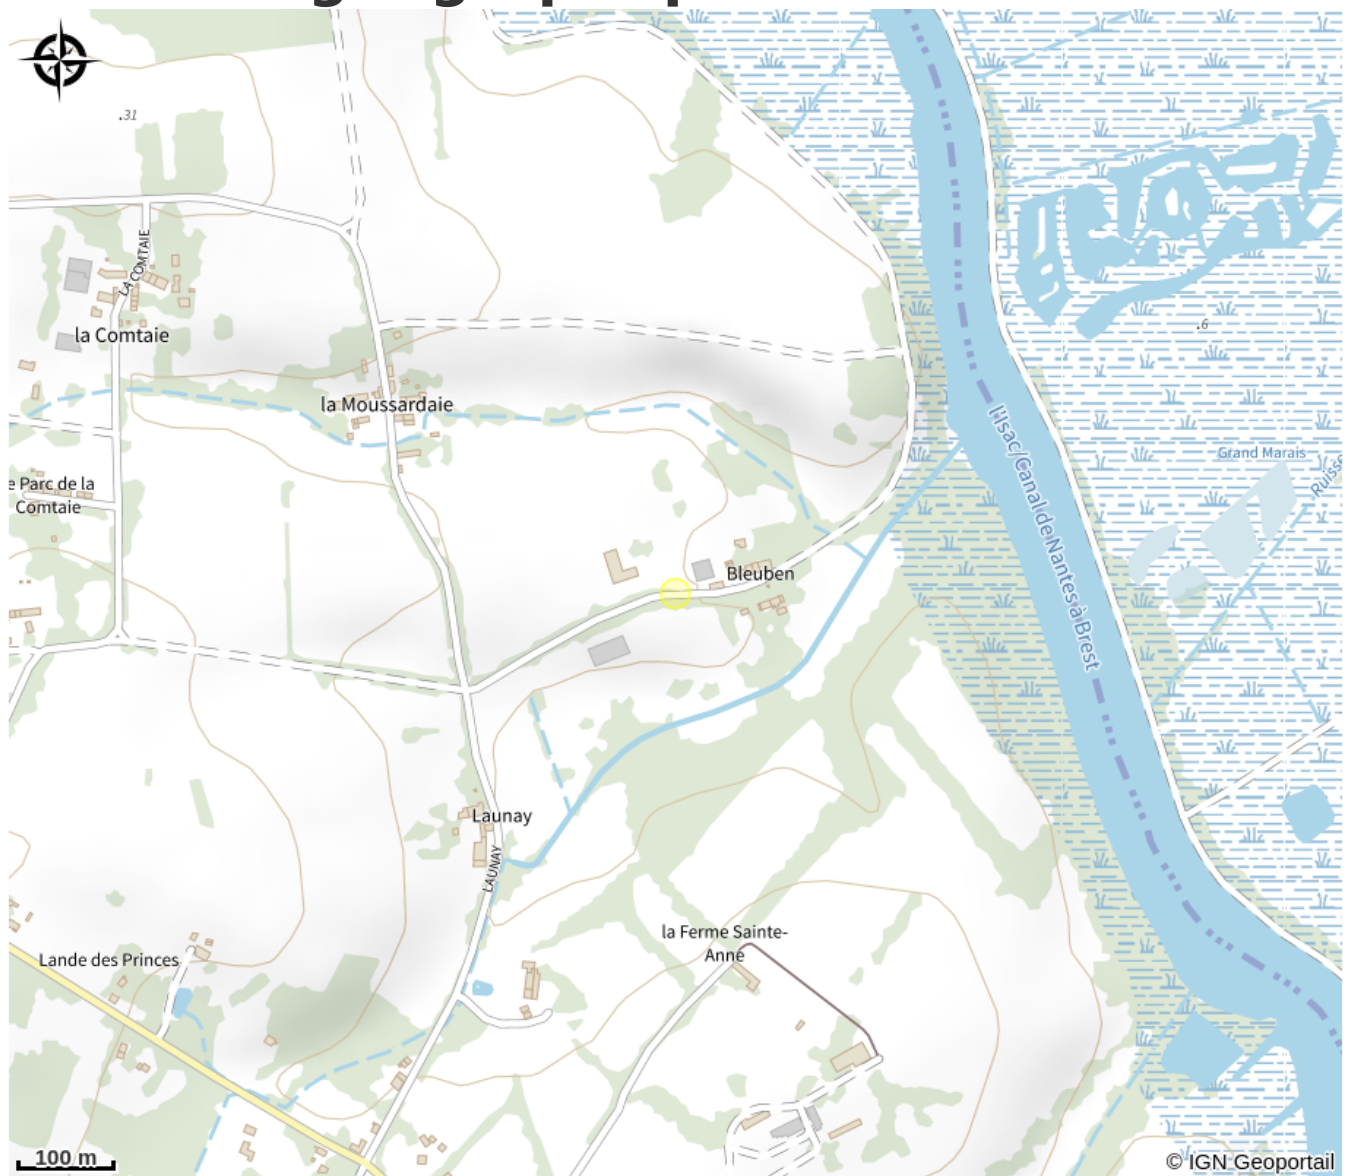 .31
LA COMTAIE
la Comtaie
la Moussardaie
.6
l'Isac/Canal de Nantes à Brest
Grand Marais
e Parc de la
Comtaie
Bleuben
Launay
LAUNAY
la Ferme Sainte-
Anne
Lande des Princes
100 m
© IGN Geoportail